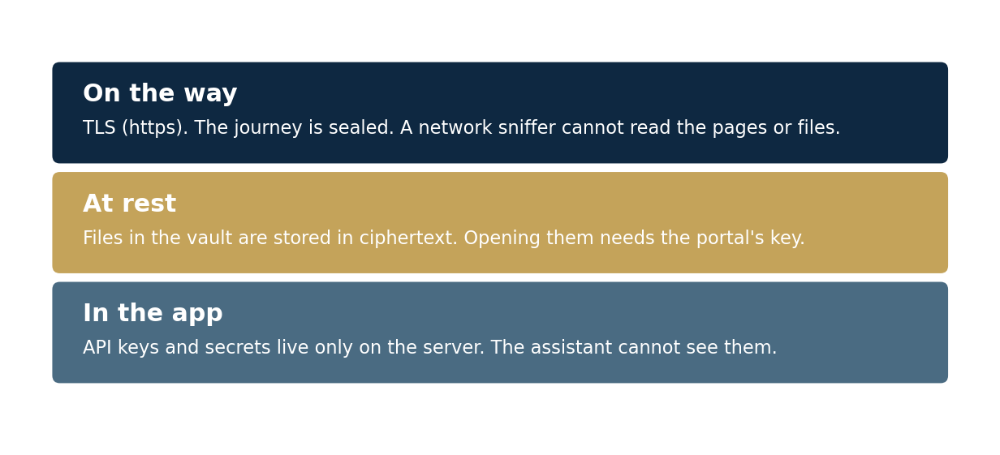 On the way
TLS (https). The journey is sealed. A network sniffer cannot read the pages or files.
At rest
Files in the vault are stored in ciphertext. Opening them needs the portal's key.
In the app
API keys and secrets live only on the server. The assistant cannot see them.